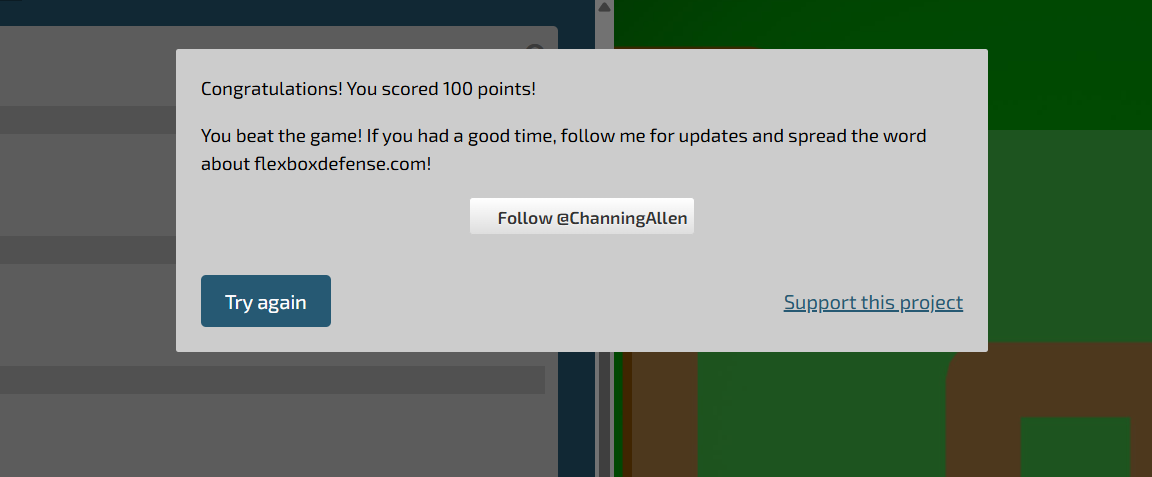 Congratulations! You scored 100 points!
You beat the game! If you had a good time, follow me for updates and spread the word
about flexboxdefense.com!
Follow @ChanningAllen
Try again
Support this project